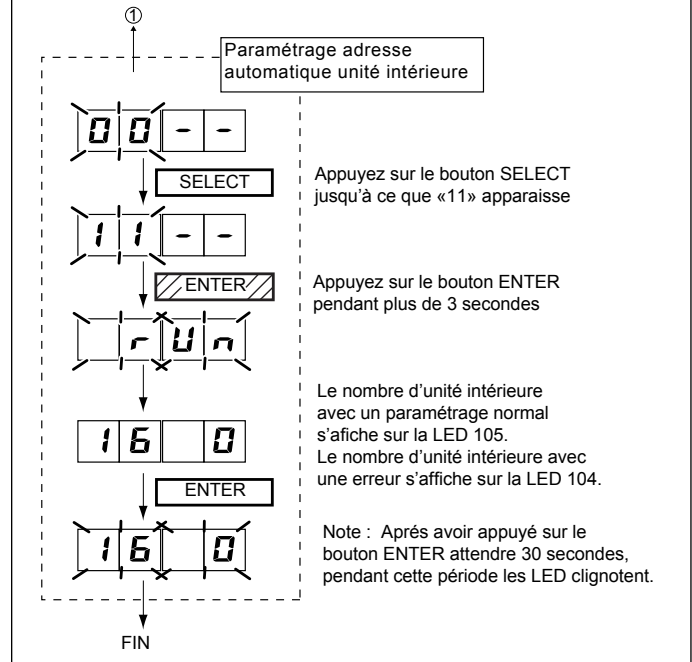 ①
Paramétrage adresse
automatique unité intérieure
00--
SELECT
Appuyez sur le bouton SELECT
jusqu'à ce que «11» apparaisse
11--
ENTER
Appuyez sur le bouton ENTER
pendant plus de 3 secondes
rUn
Le nombre d’unité intérieure
avec un paramétrage normal
s’afiche sur la LED 105.
Le nombre d’unité intérieure avec
une erreur s’affiche sur la LED 104.
16 0
ENTER
Note : Aprés avoir appuyé sur le
bouton ENTER attendre 30 secondes,
pendant cette période les LED clignotent.
16 0
FIN